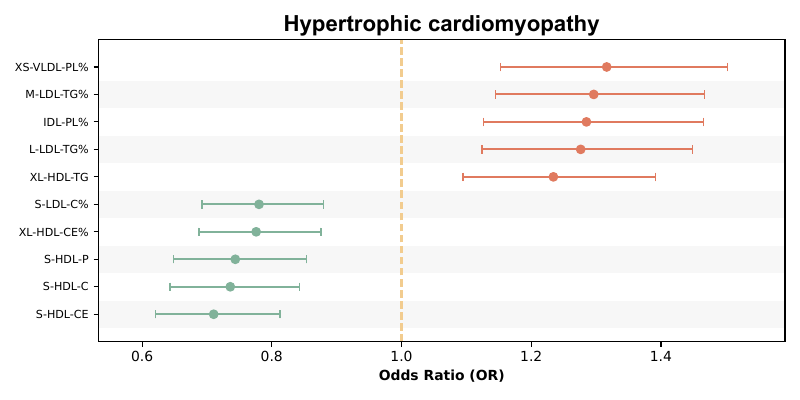 Hypertrophic cardiomyopathy
XS-VLDL-PL%
M-LDL-TG%
IDL-PL%
L-LDL-TG%
XL-HDL-TG
S-LDL-C%
XL-HDL-CE%
S-HDL-P
S-HDL-C
S-HDL-CE
0.6 0.8 1.0 1.2 1.4
Odds Ratio (OR)